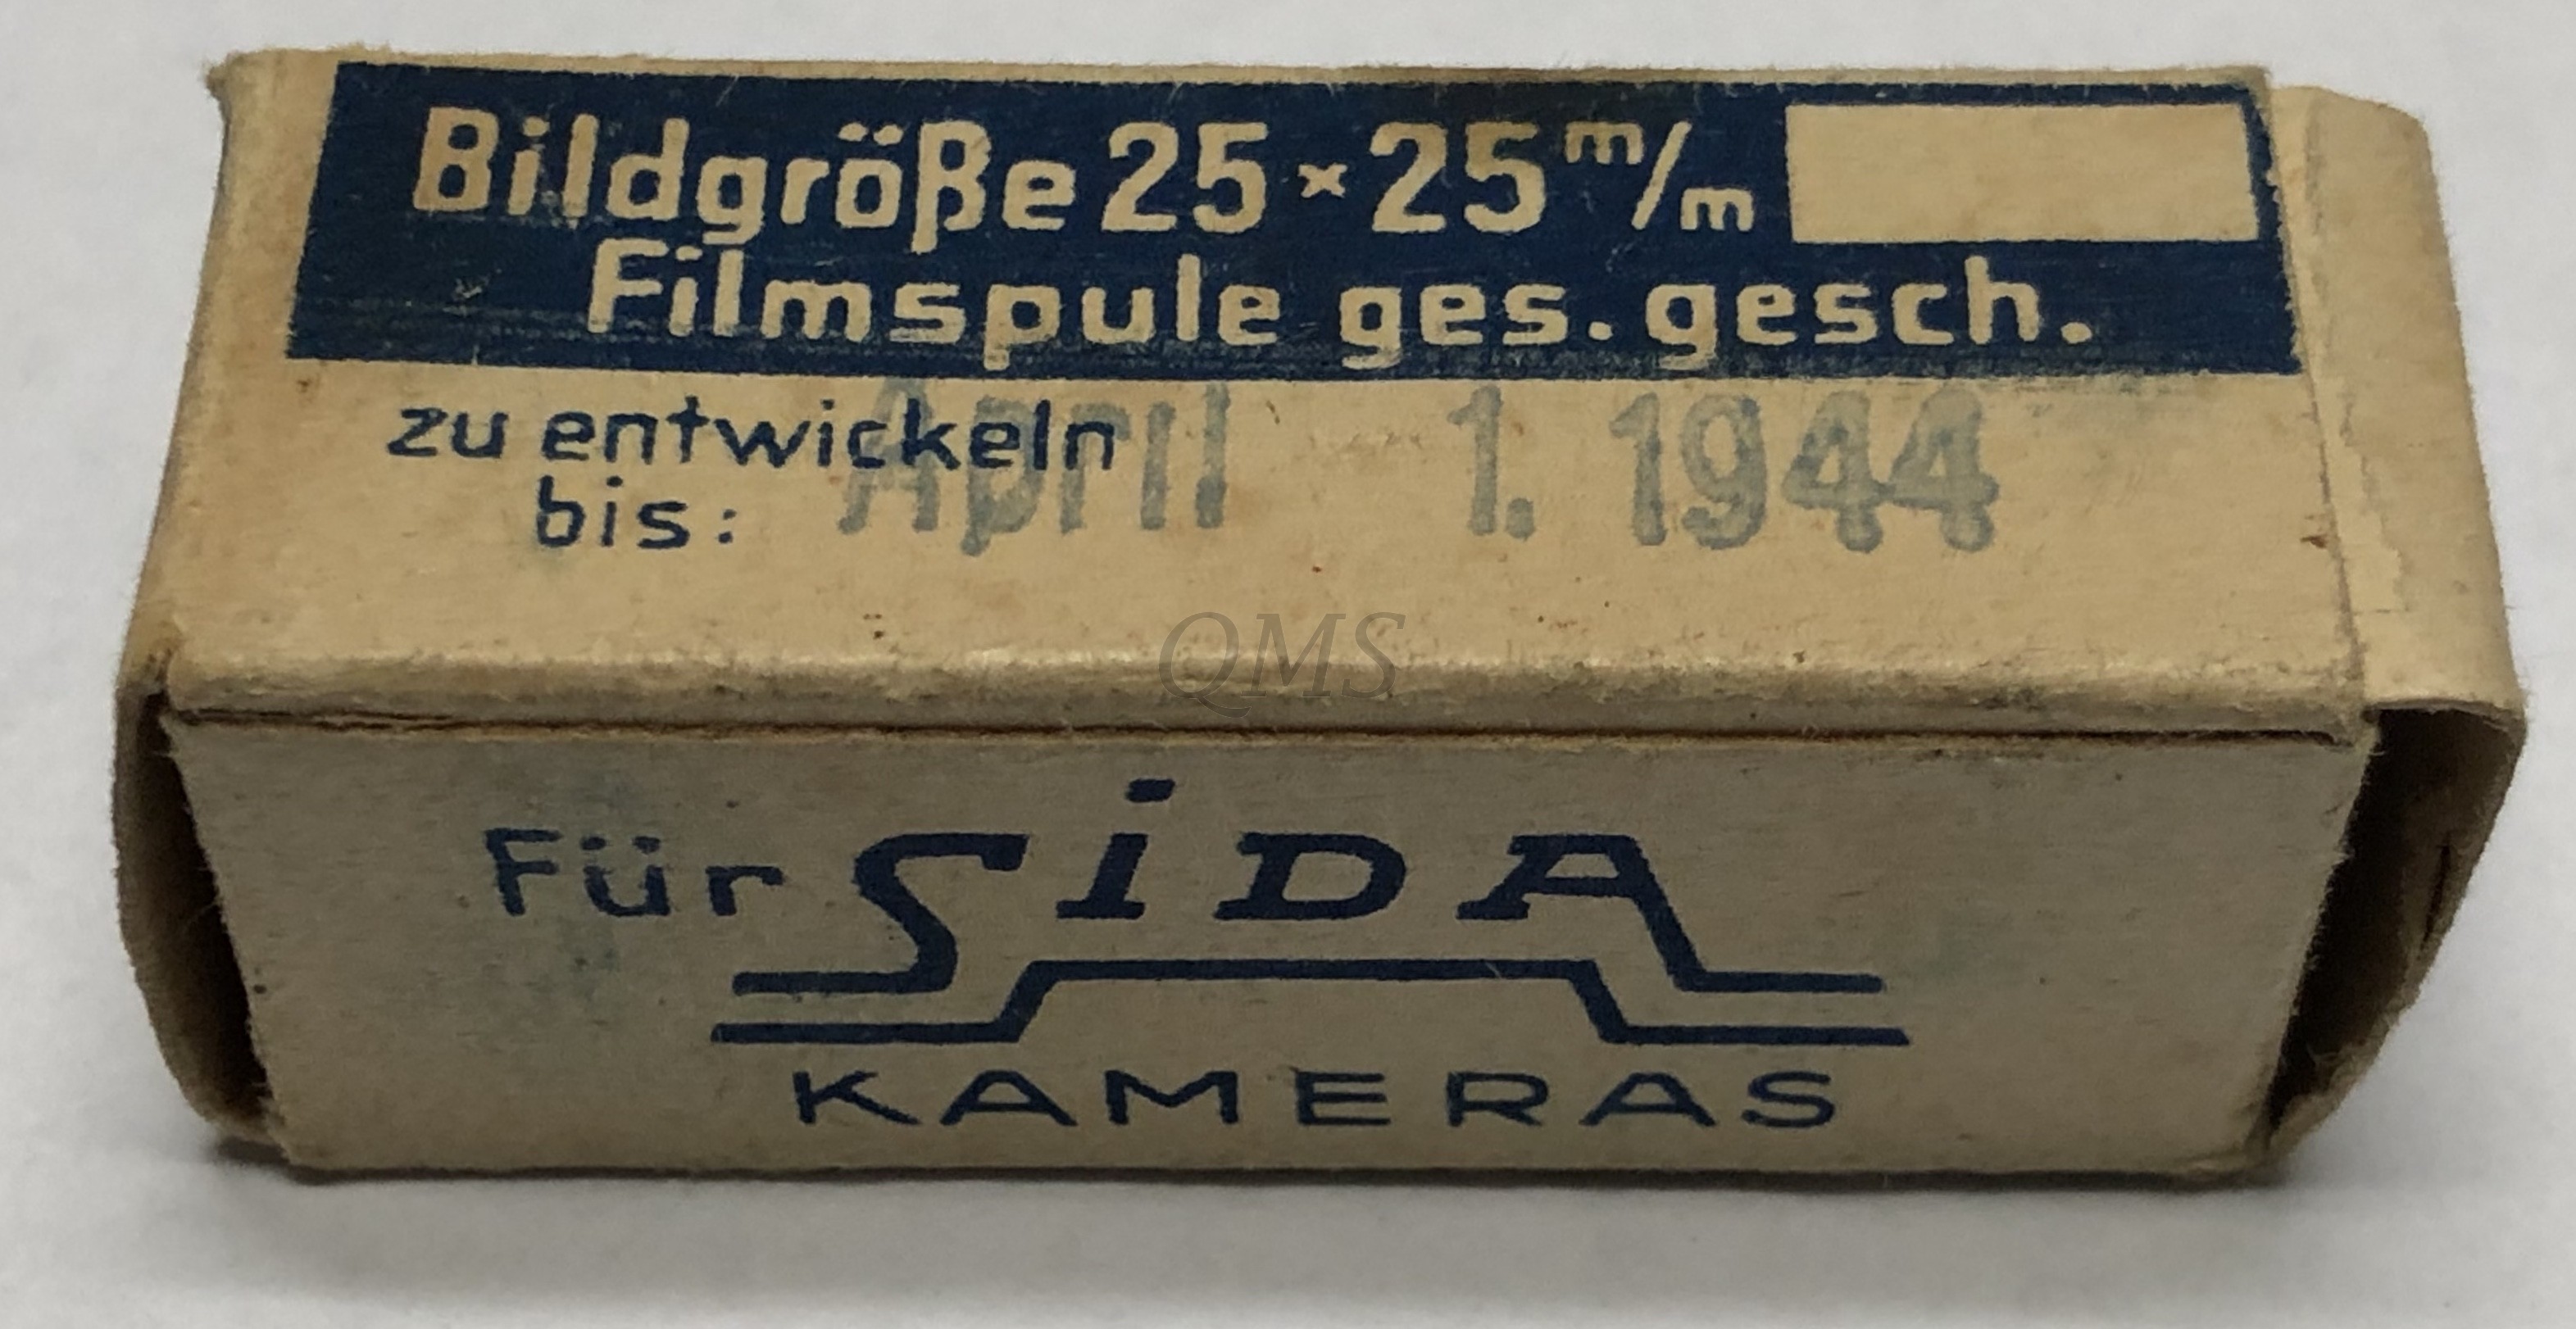 Bildgröße 25 × 25 m/m
Filmspule ges. gesch.
zu entwickeln
bis: April 1. 1944
QMS
Für SiDA
KAMERAS